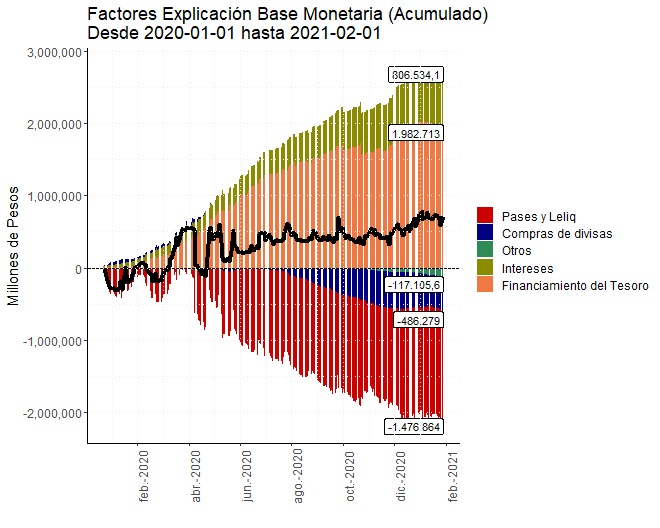 Factores Explicación Base Monetaria (Acumulado)
Desde 2020-01-01 hasta 2021-02-01
Millones de Pesos
3,000,000
2,000,000
1,000,000
0
-1,000,000
-2,000,000
806.534,1
1.982.713
-117.105,6
-486.279
-1.476.864
feb.-2020
abr.-2020
jun.-2020
ago.-2020
oct.-2020
dic.-2020
feb.-2021
Pases y Leliq
Compras de divisas
Otros
Intereses
Financiamiento del Tesoro